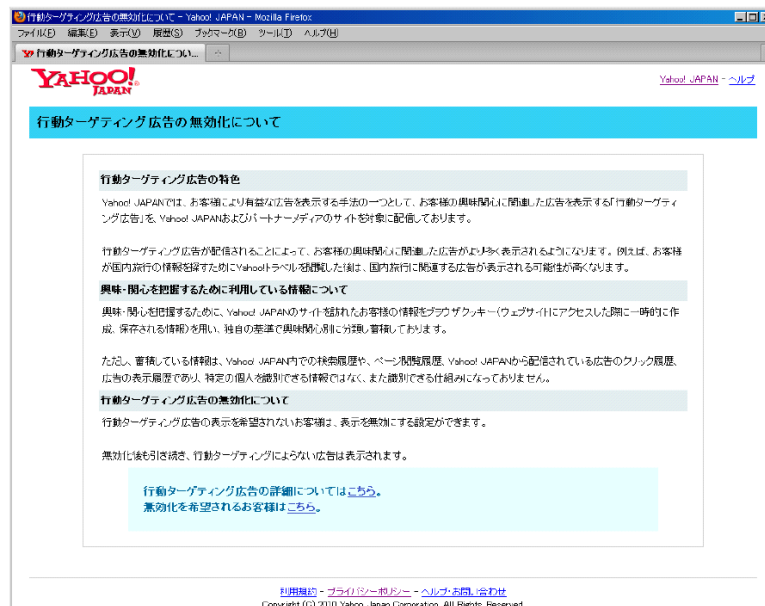 行動ターゲティング広告の無効化について - Yahoo! JAPAN - Mozilla Firefox
ファイル(F) 編集(E) 表示(V) 履歴(S) ブックマーク(B) ツール(T) ヘルプ(H)
行動ターゲティング広告の無効化につい...
YAHOO! JAPAN
Yahoo! JAPAN - ヘルプ
行動ターゲティング広告の無効化について
行動ターゲティング広告の特色
Yahoo! JAPANでは、お客様により有益な広告を表示する手法の一つとして、お客様の興味関心に関連した広告を表示する「行動ターゲティ
ング広告」を、Yahoo! JAPANおよびパートナーメディアのサイトを対象に配信しております。
行動ターゲティング広告が配信されることによって、お客様の興味関心に関連した広告がより多く表示されるようになります。例えば、お客様
が国内旅行の情報を探すためにYahoo!トラベルを閲覧した後は、国内旅行に関連する広告が表示される可能性が高くなります。
興味・関心を把握するために利用している情報について
興味・関心を把握するために、Yahoo! JAPANのサイトを訪れたお客様の情報をブラウザクッキー(ウェブサイトにアクセスした際に一時的に作
成、保存される情報)を用い、独自の基準で興味関心別に分類し蓄積しております。
ただし、蓄積している情報は、Yahoo! JAPAN内での検索履歴や、ページ閲覧履歴、Yahoo! JAPANから配信されている広告のクリック履歴、
広告の表示履歴であり、特定の個人を識別できる情報ではなく、また識別できる仕組みになっておりません。
行動ターゲティング広告の無効化について
行動ターゲティング広告の表示を希望されないお客様は、表示を無効にする設定ができます。
無効化後も引き続き、行動ターゲティングによらない広告は表示されます。
行動ターゲティング広告の詳細についてはこちら。
無効化を希望されるお客様はこちら。
利用規約 - プライバシーポリシー - ヘルプ・お問い合わせ
Copyright (C) 2010 Yahoo Japan Corporation. All Rights Reserved.